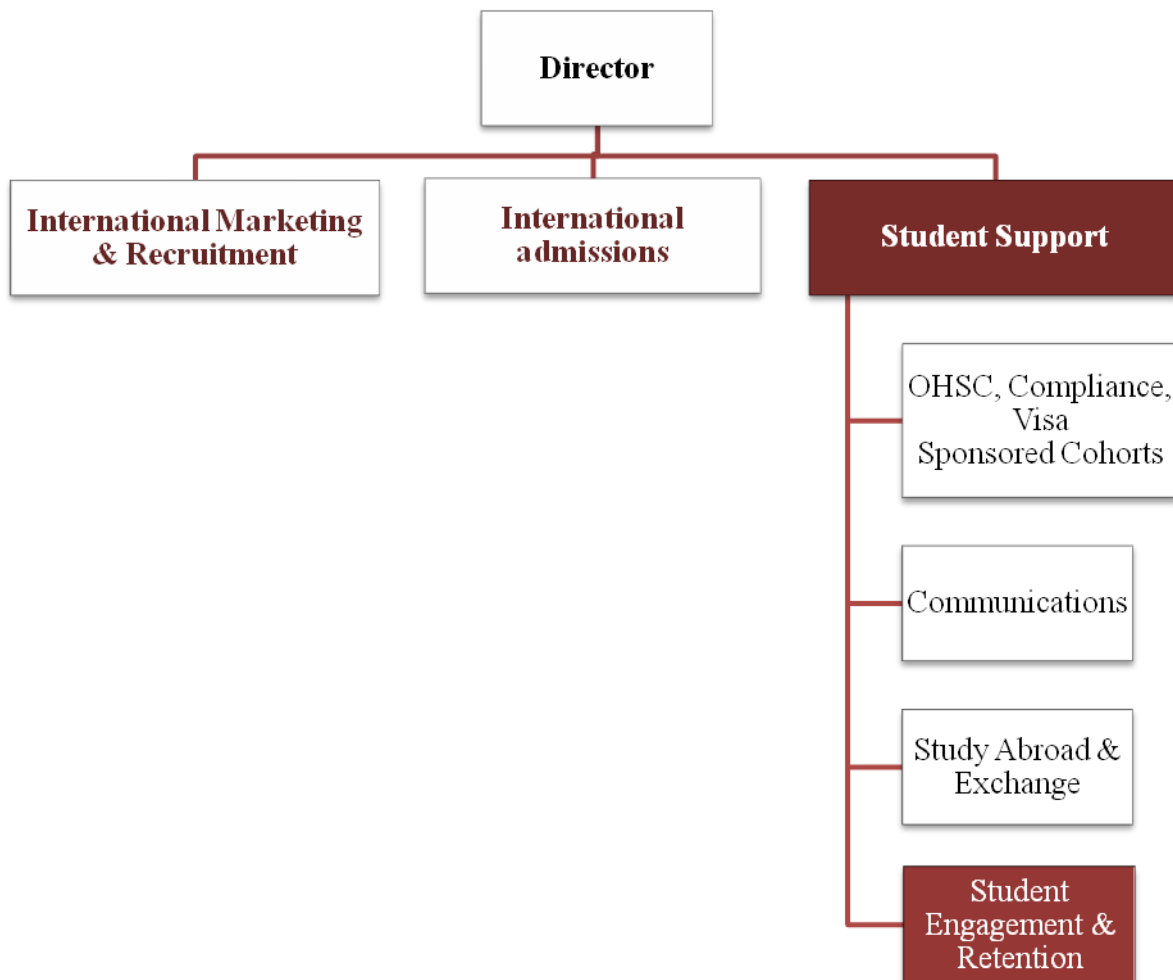 Director
International Marketing
& Recruitment
International
admissions
Student Support
OHSC, Compliance,
Visa
Sponsored Cohorts
Communications
Study Abroad &
Exchange
Student
Engagement &
Retention